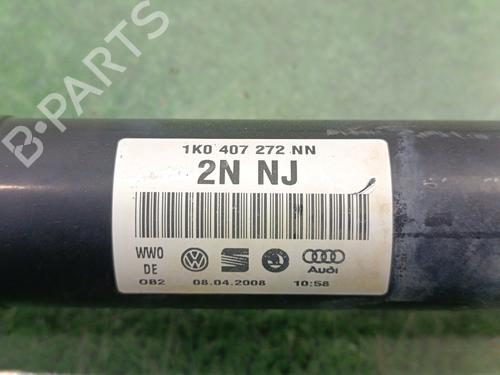 B-PARTS
1K0 407 272 NN
2N NJ
WWO
DE
Audi
OB2 08.04.2008 10:58